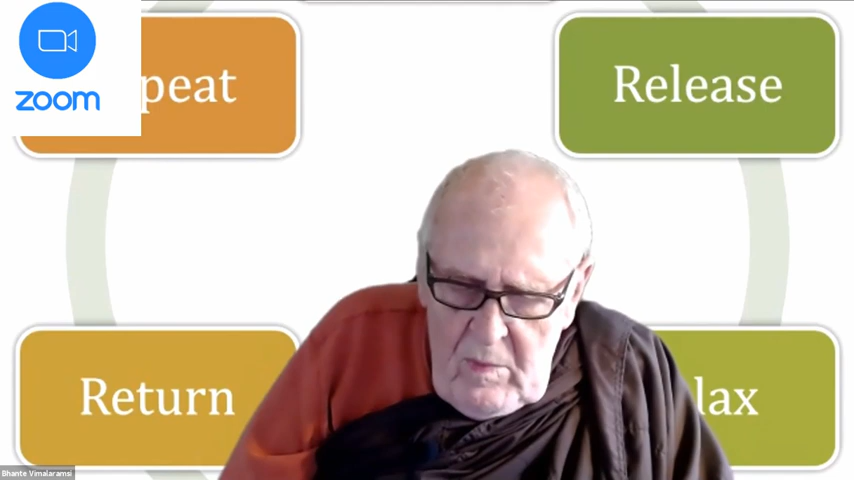 zoom
peat
Release
Return
lax
Bhante Vimalaramsi